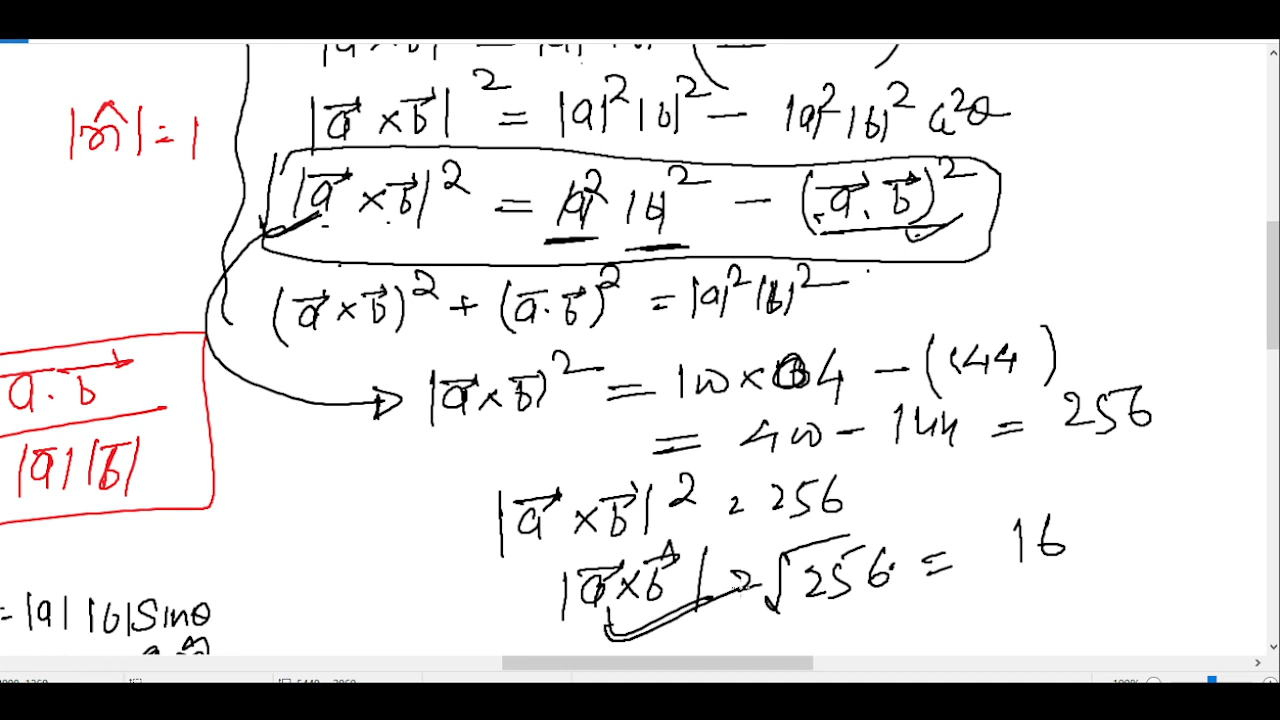 |a⃗ × b⃗|² = |a|²|b|² − |a|²|b|² c²θ
|n̂| = 1
|a⃗ × b⃗|² = |a|² |b|² − (a⃗ . b⃗)²
(a⃗ × b⃗)² + (a̅ . b⃗)² = |a|² |b|²
a⃗ . b⃗
|a̅| |b̅|
|a⃗ × b̅)² = 100 × 4 − (144)
= 400 − 144 = 256
|a⃗ × b⃗|² = 256
|a⃗ × b⃗| = √256 = 16
= |a| |b| Sinθ